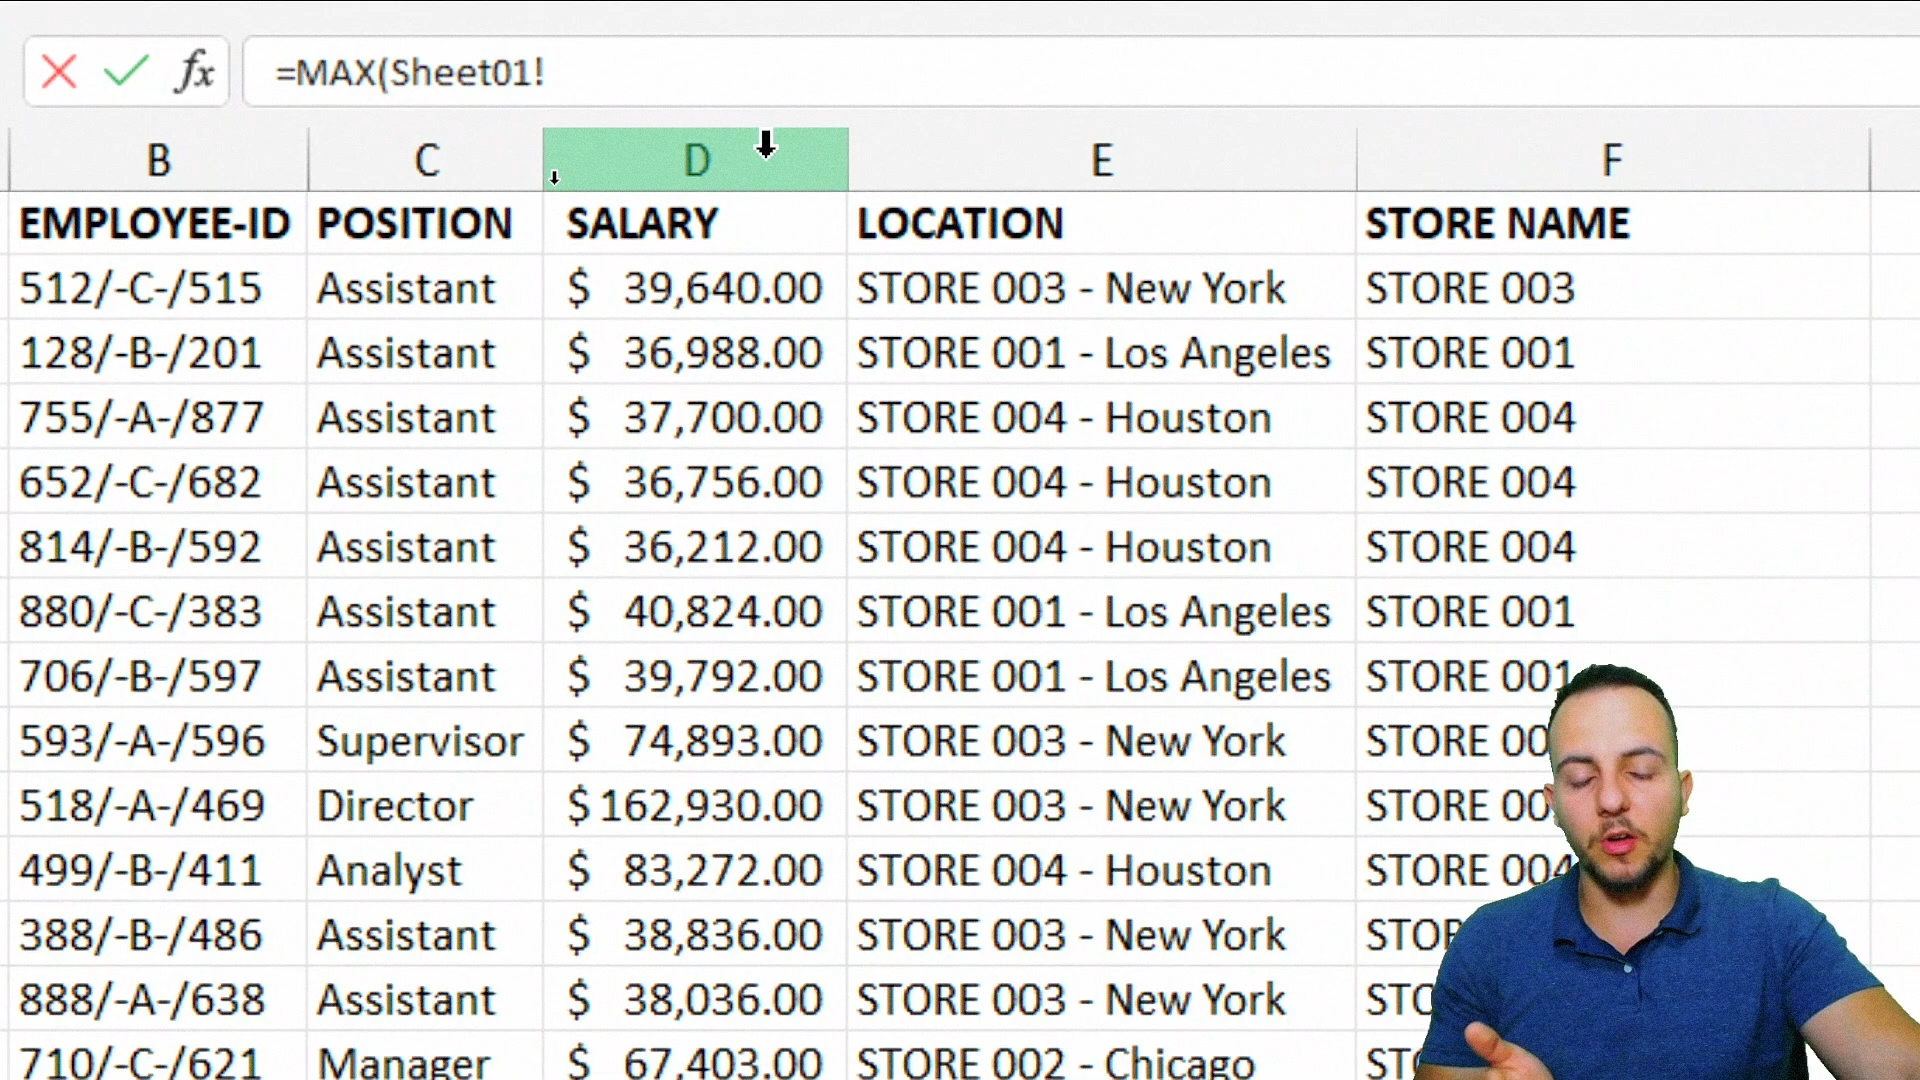 fx =MAX(Sheet01!
B C D E F
EMPLOYEE-ID POSITION SALARY LOCATION STORE NAME
512/-C-/515 Assistant $ 39,640.00 STORE 003 - New York STORE 003
128/-B-/201 Assistant $ 36,988.00 STORE 001 - Los Angeles STORE 001
755/-A-/877 Assistant $ 37,700.00 STORE 004 - Houston STORE 004
652/-C-/682 Assistant $ 36,756.00 STORE 004 - Houston STORE 004
814/-B-/592 Assistant $ 36,212.00 STORE 004 - Houston STORE 004
880/-C-/383 Assistant $ 40,824.00 STORE 001 - Los Angeles STORE 001
706/-B-/597 Assistant $ 39,792.00 STORE 001 - Los Angeles STORE 001
593/-A-/596 Supervisor $ 74,893.00 STORE 003 - New York STORE
518/-A-/469 Director $ 162,930.00 STORE 003 - New York STORE
499/-B-/411 Analyst $ 83,272.00 STORE 004 - Houston STORE 004
388/-B-/486 Assistant $ 38,836.00 STORE 003 - New York
888/-A-/638 Assistant $ 38,036.00 STORE 003 - New York
710/-C-/621 Manager $ 67,403.00 STORE 002 - Chicago